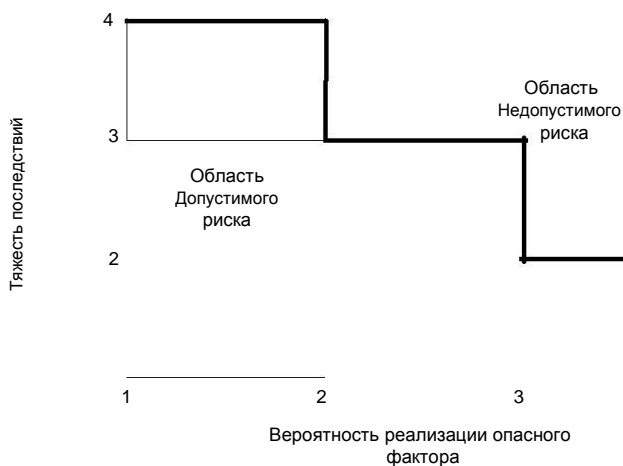 4
Область
Недопустимого
риска
3
Область
Допустимого
риска
Тяжесть последствий
2
1 2 3
Вероятность реализации опасного
фактора